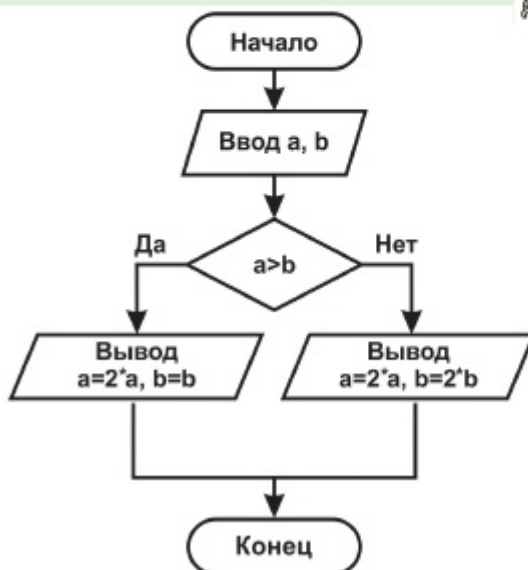 Начало
Ввод a, b
Да
Нет
a>b
Вывод
a=2*a, b=b
Вывод
a=2*a, b=2*b
Конец